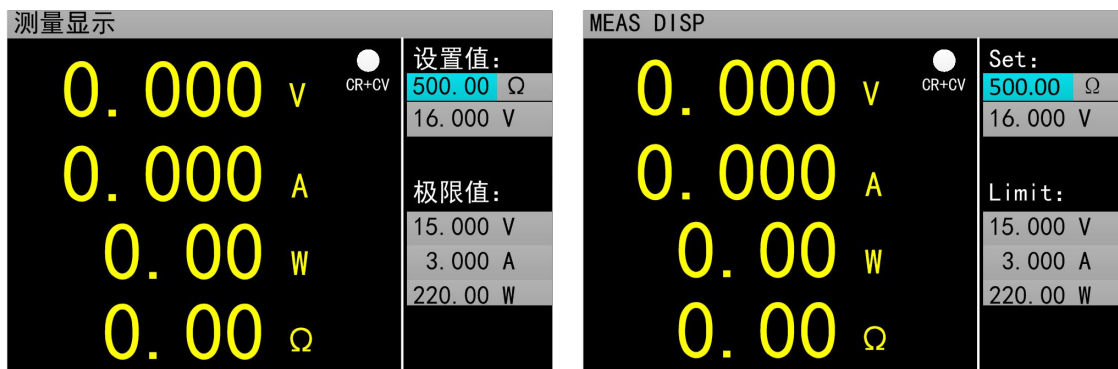 测量显示
0.000 V
CR+CV
0.000 A
0.00 W
0.00 Ω
设置值:
500.00 Ω
16.000 V
极限值:
15.000 V
3.000 A
220.00 W
MEAS DISP
0.000 V
CR+CV
0.000 A
0.00 W
0.00 Ω
Set:
500.00 Ω
16.000 V
Limit:
15.000 V
3.000 A
220.00 W